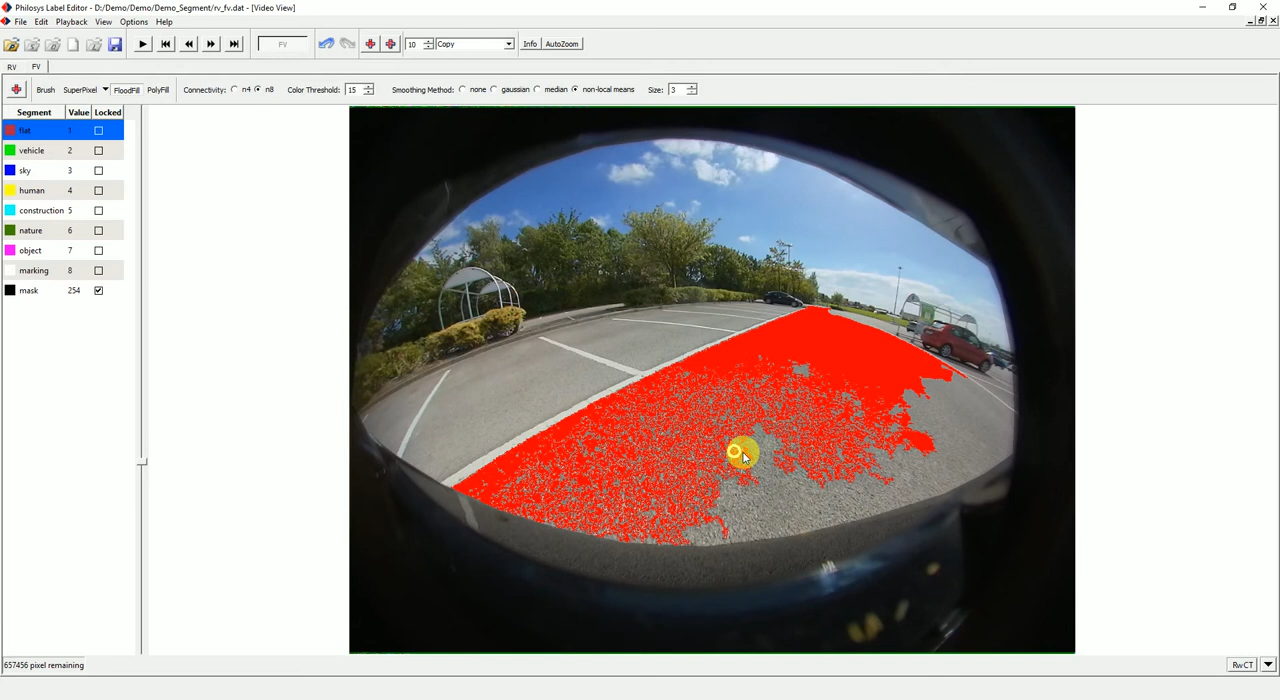 Philosys Label Editor - D:/Demo/Demo/Demo_Segment/rv_fv.dat - [Video View]
File Edit Playback View Options Help
FV 10 Copy Info AutoZoom
RV FV
Brush SuperPixel FloodFill PolyFill Connectivity: n4 n8 Color Threshold: 15 Smoothing Method: none gaussian median non-local means Size: 3
Segment Value Locked
flat 1
vehicle 2
sky 3
human 4
construction 5
nature 6
object 7
marking 8
mask 254
657456 pixel remaining RwCT